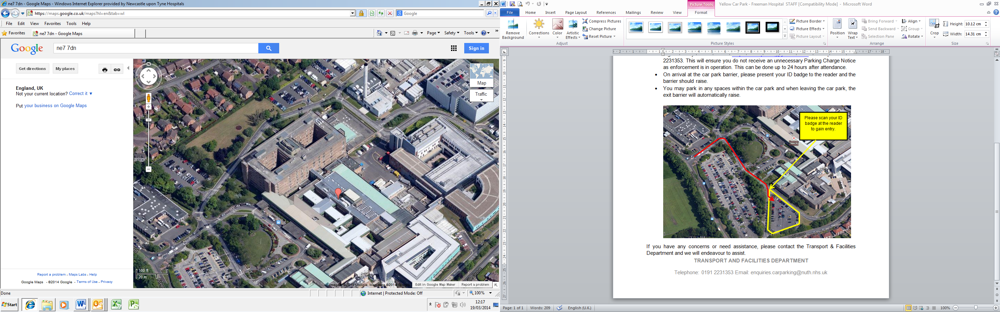 ne7 7dn - Google Maps - Windows Internet Explorer provided by Newcastle upon Tyne Hospitals
https://maps.google.co.uk/maps?hl=en&tab=wl
Google
File Edit View Favorites Tools Help
Favorites
ne7 7dn - Google Maps
Page Safety Tools
Google
ne7 7dn
Sign in
Get directions
My places
England, UK
Not your current location? Correct it
Put your business on Google Maps
Report a problem - Maps Labs - Help
Google Maps - ©2014 Google - Terms of Use - Privacy
N
Map
Traffic
Clanfield Ct
100 ft
20 m
Imagery ©2014 Google, Map data ©2014 Google
Edit in Google Map Maker
Report a problem
Done
Internet | Protected Mode: Off
100%
Start
12:17
19/03/2014
Picture Tools
Yellow Car Park - Freeman Hospital STAFF [Compatibility Mode] - Microsoft Word
File Home Insert Page Layout References Mailings Review View Format
Remove Background
Corrections
Color
Artistic Effects
Compress Pictures
Change Picture
Reset Picture
Adjust
Picture Styles
Picture Border
Picture Effects
Picture Layout
Position
Wrap Text
Bring Forward
Send Backward
Selection Pane
Align
Group
Rotate
Arrange
Crop
Height: 10.12 cm
Width: 14.31 cm
Size
2231353. This will ensure you do not receive an unnecessary Parking Charge Notice
as enforcement is in operation. This can be done up to 24 hours after attendance.
• On arrival at the car park barrier, please present your ID badge to the reader and the
barrier should raise.
• You may park in any spaces within the car park and when leaving the car park, the
exit barrier will automatically raise.
Please scan your ID
badge at the reader
to gain entry.
Freeman Hospital
Freeman Rd
If you have any concerns or need assistance, please contact the Transport & Facilities
Department and we will endeavour to assist.
TRANSPORT AND FACILITIES DEPARTMENT
Telephone: 0191 2231353 Email: enquiries.carparking@nuth.nhs.uk
Page: 1 of 1
Words: 209
English (U.K.)
100%